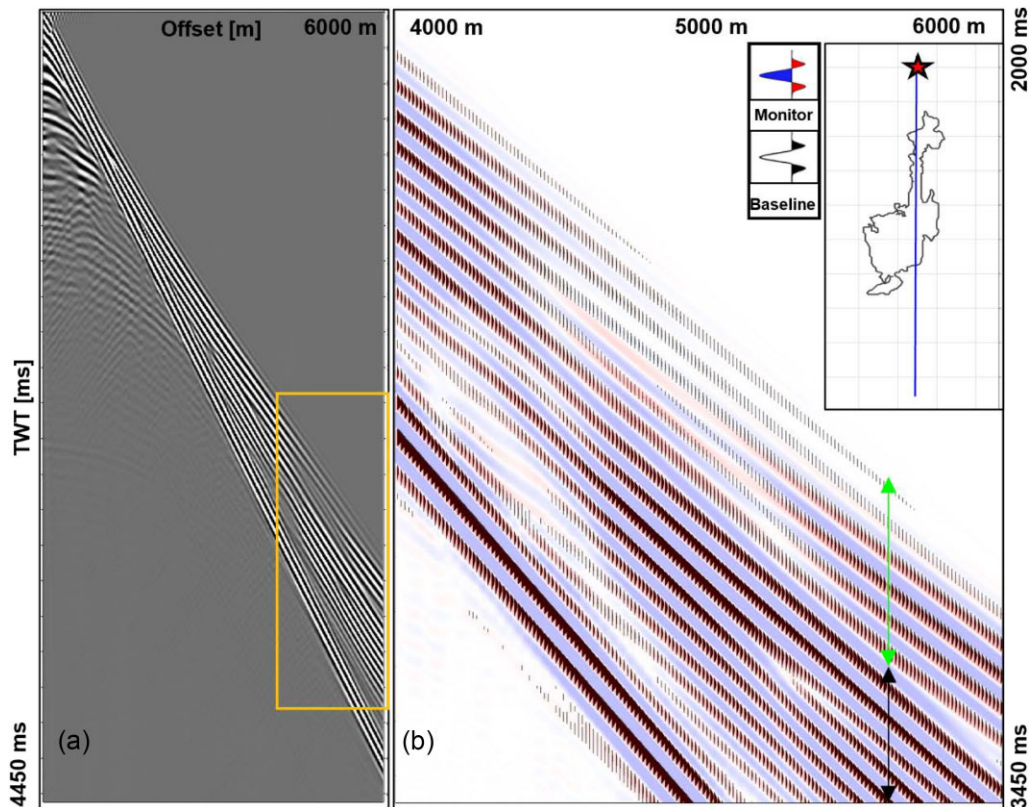 Offset [m]
6000 m
TWT [ms]
4450 ms
(a)
4000 m
5000 m
6000 m
2000 ms
Monitor
Baseline
(b)
3450 ms